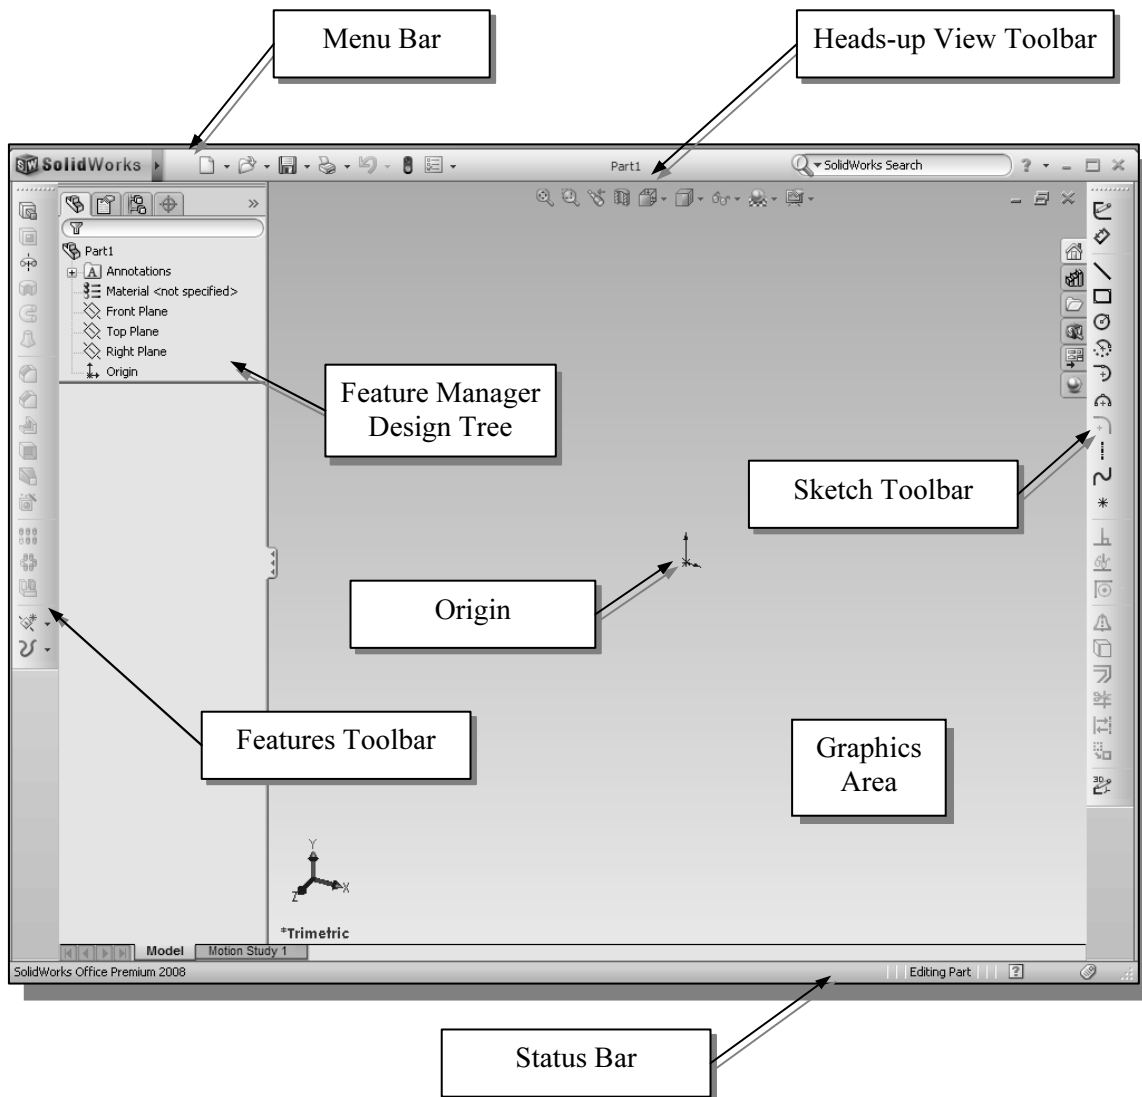 Menu Bar
Heads-up View Toolbar
SW SolidWorks
Part1
SolidWorks Search
?
Part1
A Annotations
Material <not specified>
Front Plane
Top Plane
Right Plane
Origin
Feature Manager
Design Tree
Sketch Toolbar
Origin
Features Toolbar
Graphics
Area
3D
Y
X
Z
*Trimetric
Model
Motion Study 1
SolidWorks Office Premium 2008
Editing Part
?
Status Bar